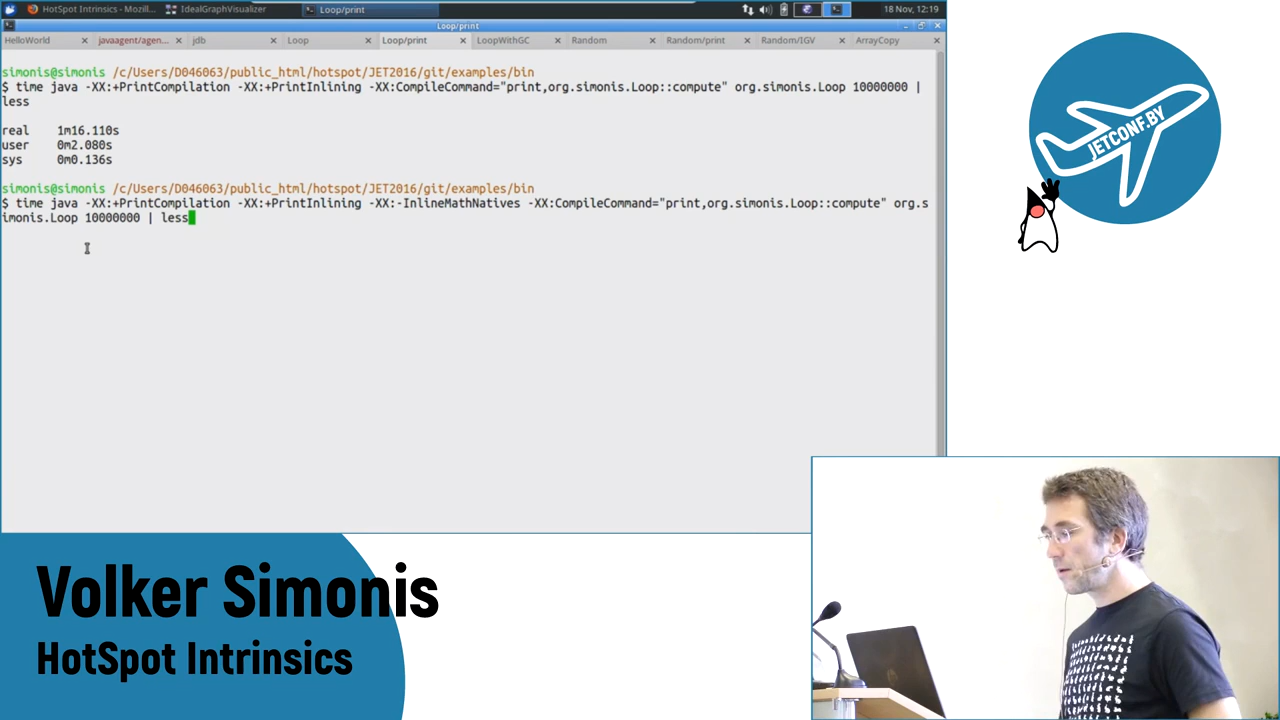 HotSpot Intrinsics - Mozil...
IdealGraphVisualizer
Loop/print
18 Nov, 12:19
Loop/print
HelloWorld
javaagent/agen...
jdb
Loop
Loop/print
LoopWithGC
Random
Random/print
Random/IGV
ArrayCopy
simonis@simonis /c/Users/D046063/public_html/hotspot/JET2016/git/examples/bin
$ time java -XX:+PrintCompilation -XX:+PrintInlining -XX:CompileCommand="print,org.simonis.Loop::compute" org.simonis.Loop 10000000 |
less
real 1m16.110s
user 0m2.080s
sys 0m0.136s
simonis@simonis /c/Users/D046063/public_html/hotspot/JET2016/git/examples/bin
$ time java -XX:+PrintCompilation -XX:+PrintInlining -XX:-InlineMathNatives -XX:CompileCommand="print,org.simonis.Loop::compute" org.s
imonis.Loop 10000000 | less
JETCONF.BY
Volker Simonis
HotSpot Intrinsics